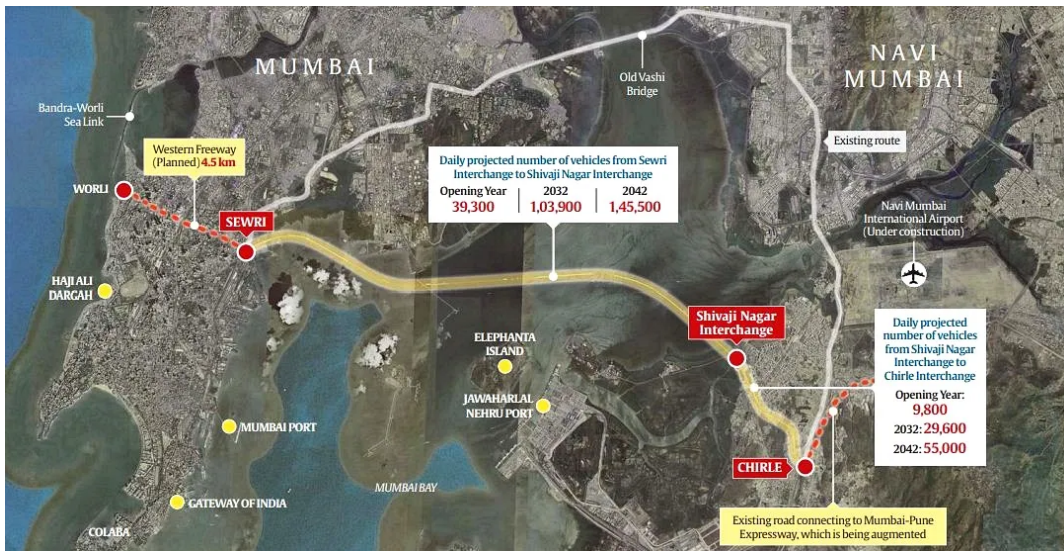 MUMBAI
NAVI
MUMBAI
Old Vashi
Bridge
Bandra-Worli
Sea Link
Western Freeway
(Planned) 4.5 km
Existing route
Daily projected number of vehicles from Sewri
Interchange to Shivaji Nagar Interchange
Opening Year 2032 2042
39,300 1,03,900 1,45,500
WORLI
SEWRI
Navi Mumbai
International Airport
(Under construction)
HAJI ALI
DARGAH
Shivaji Nagar
Interchange
ELEPHANTA
ISLAND
Daily projected
number of vehicles
from Shivaji Nagar
Interchange to
Chirle Interchange
Opening Year:
9,800
2032: 29,600
2042: 55,000
JAWAHARLAL
NEHRU PORT
MUMBAI PORT
CHIRLE
MUMBAI BAY
GATEWAY OF INDIA
COLABA
Existing road connecting to Mumbai-Pune
Expressway, which is being augmented